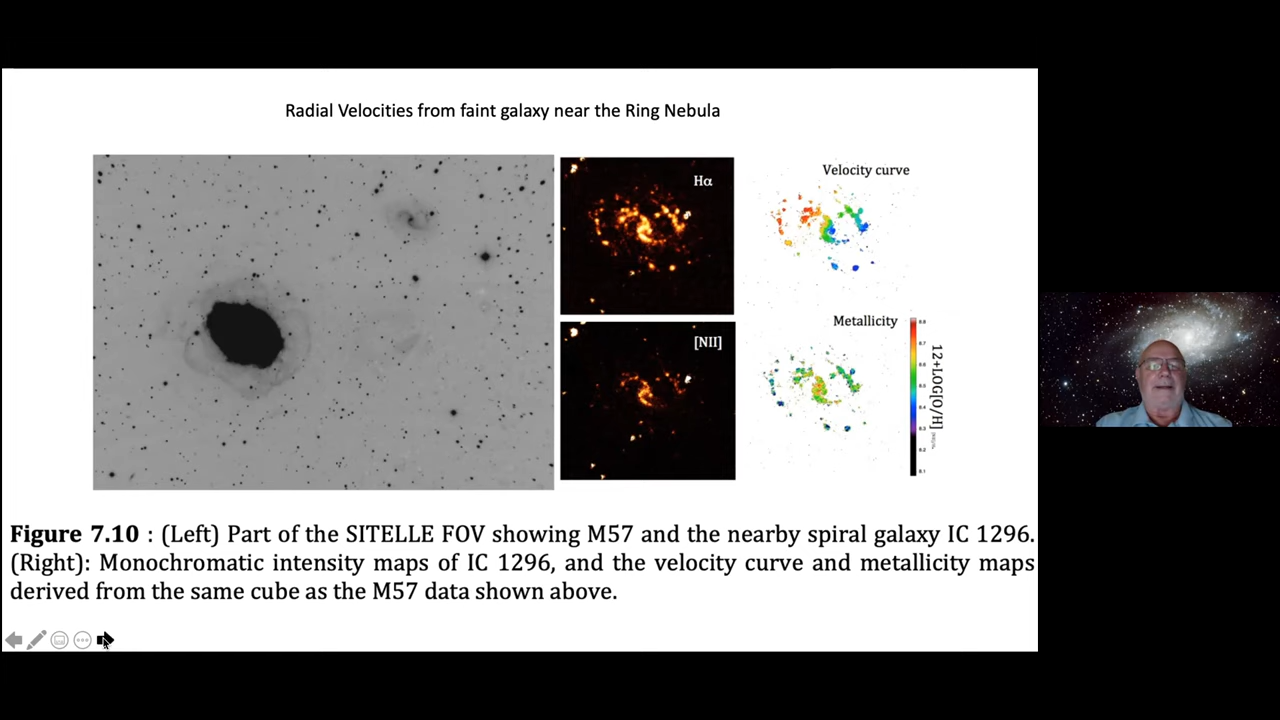 Radial Velocities from faint galaxy near the Ring Nebula
Hα
Velocity curve
[NII]
Metallicity
12+LOG[O/H]
Figure 7.10 : (Left) Part of the SITELLE FOV showing M57 and the nearby spiral galaxy IC 1296.
(Right): Monochromatic intensity maps of IC 1296, and the velocity curve and metallicity maps
derived from the same cube as the M57 data shown above.